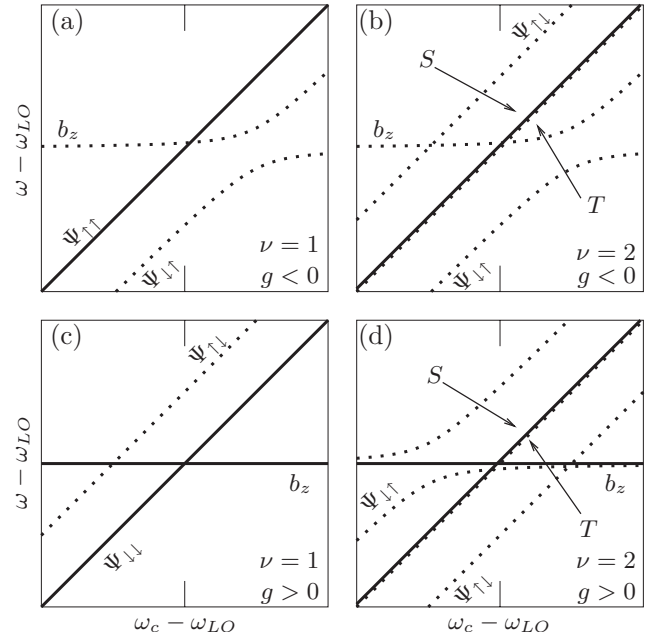 (a)
b_z
Ψ↑↑
Ψ↓↑
ν = 1
g < 0
ω − ω_LO
(b)
Ψ↑↓
S
b_z
T
Ψ↓↑
ν = 2
g < 0
(c)
Ψ↑↓
b_z
Ψ↓↓
ν = 1
g > 0
ω − ω_LO
ω_c − ω_LO
(d)
S
b_z
Ψ↓↑
T
Ψ↑↓
ν = 2
g > 0
ω_c − ω_LO